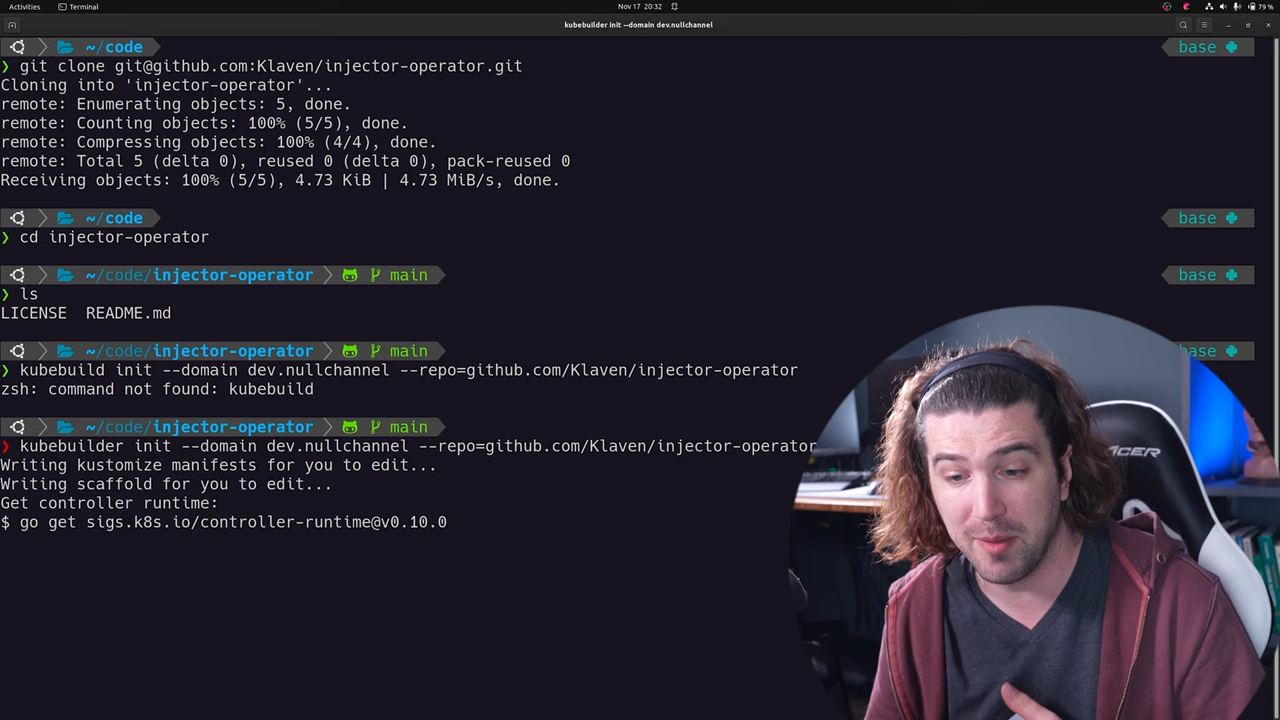 Activities Terminal Nov 17 20:32 79 %
kubebuilder init --domain dev.nullchannel
~/code base
❯ git clone git@github.com:Klaven/injector-operator.git
Cloning into 'injector-operator'...
remote: Enumerating objects: 5, done.
remote: Counting objects: 100% (5/5), done.
remote: Compressing objects: 100% (4/4), done.
remote: Total 5 (delta 0), reused 0 (delta 0), pack-reused 0
Receiving objects: 100% (5/5), 4.73 KiB | 4.73 MiB/s, done.
~/code base
❯ cd injector-operator
~/code/injector-operator main base
❯ ls
LICENSE README.md
~/code/injector-operator main base
❯ kubebuild init --domain dev.nullchannel --repo=github.com/Klaven/injector-operator
zsh: command not found: kubebuild
~/code/injector-operator main
❯ kubebuilder init --domain dev.nullchannel --repo=github.com/Klaven/injector-operator
Writing kustomize manifests for you to edit...
Writing scaffold for you to edit...
Get controller runtime:
$ go get sigs.k8s.io/controller-runtime@v0.10.0